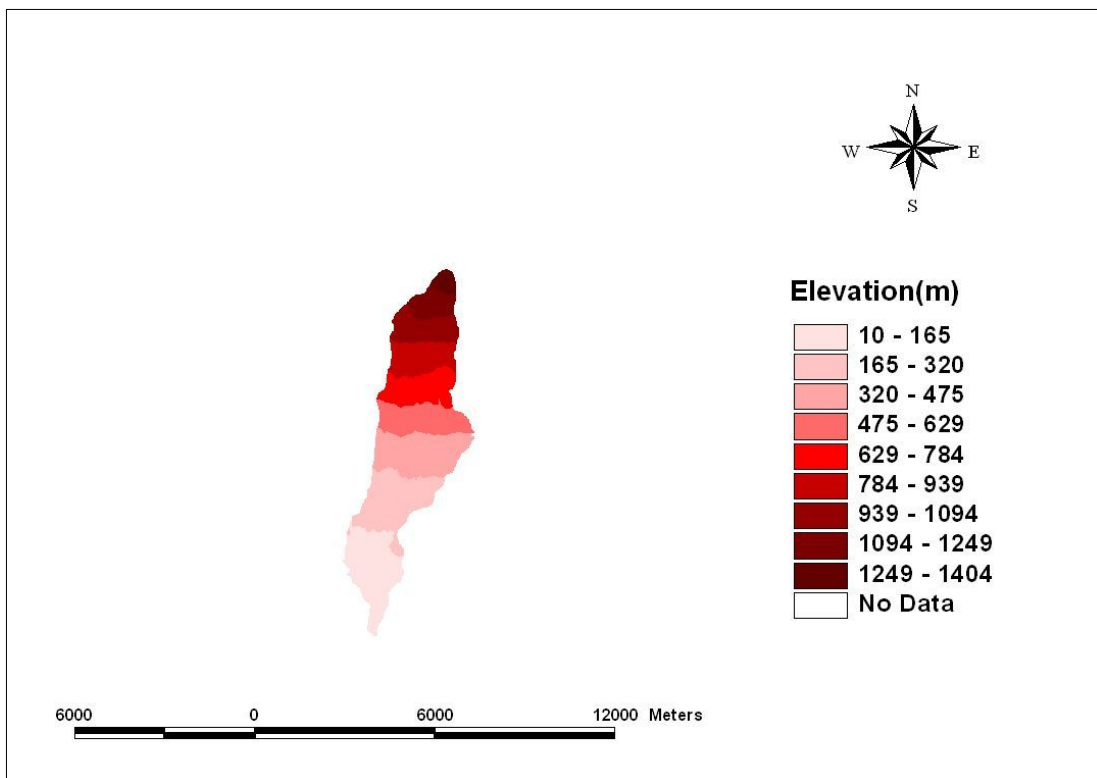 N
W E
S
Elevation(m)
10 - 165
165 - 320
320 - 475
475 - 629
629 - 784
784 - 939
939 - 1094
1094 - 1249
1249 - 1404
No Data
6000 0 6000 12000 Meters